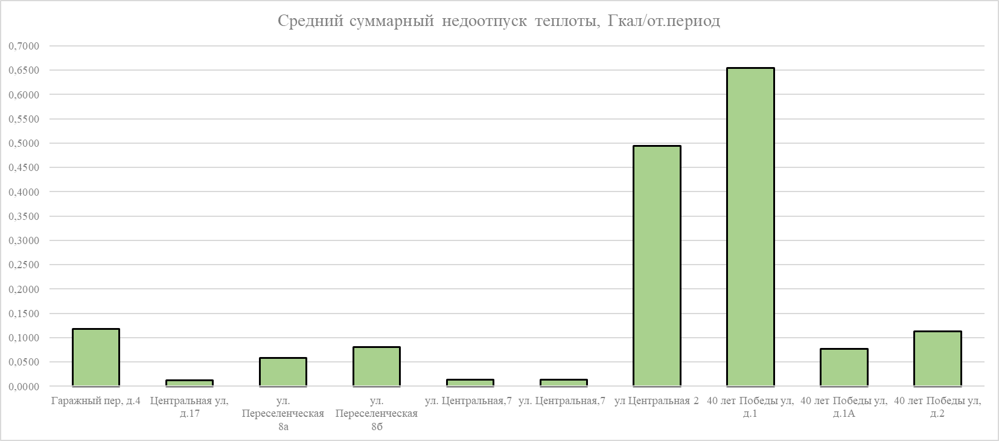 Средний суммарный недоотпуск теплоты, Гкал/от.период
0,7000
0,6500
0,6000
0,5500
0,5000
0,4500
0,4000
0,3500
0,3000
0,2500
0,2000
0,1500
0,1000
0,0500
0,0000
Гаражный пер, д.4
Центральная ул,
д.17
ул.
Переселенческая
8а
ул.
Переселенческая
8б
ул. Центральная,7
ул. Центральная,7
ул Центральная 2
40 лет Победы ул,
д.1
40 лет Победы ул,
д.1А
40 лет Победы ул,
д.2